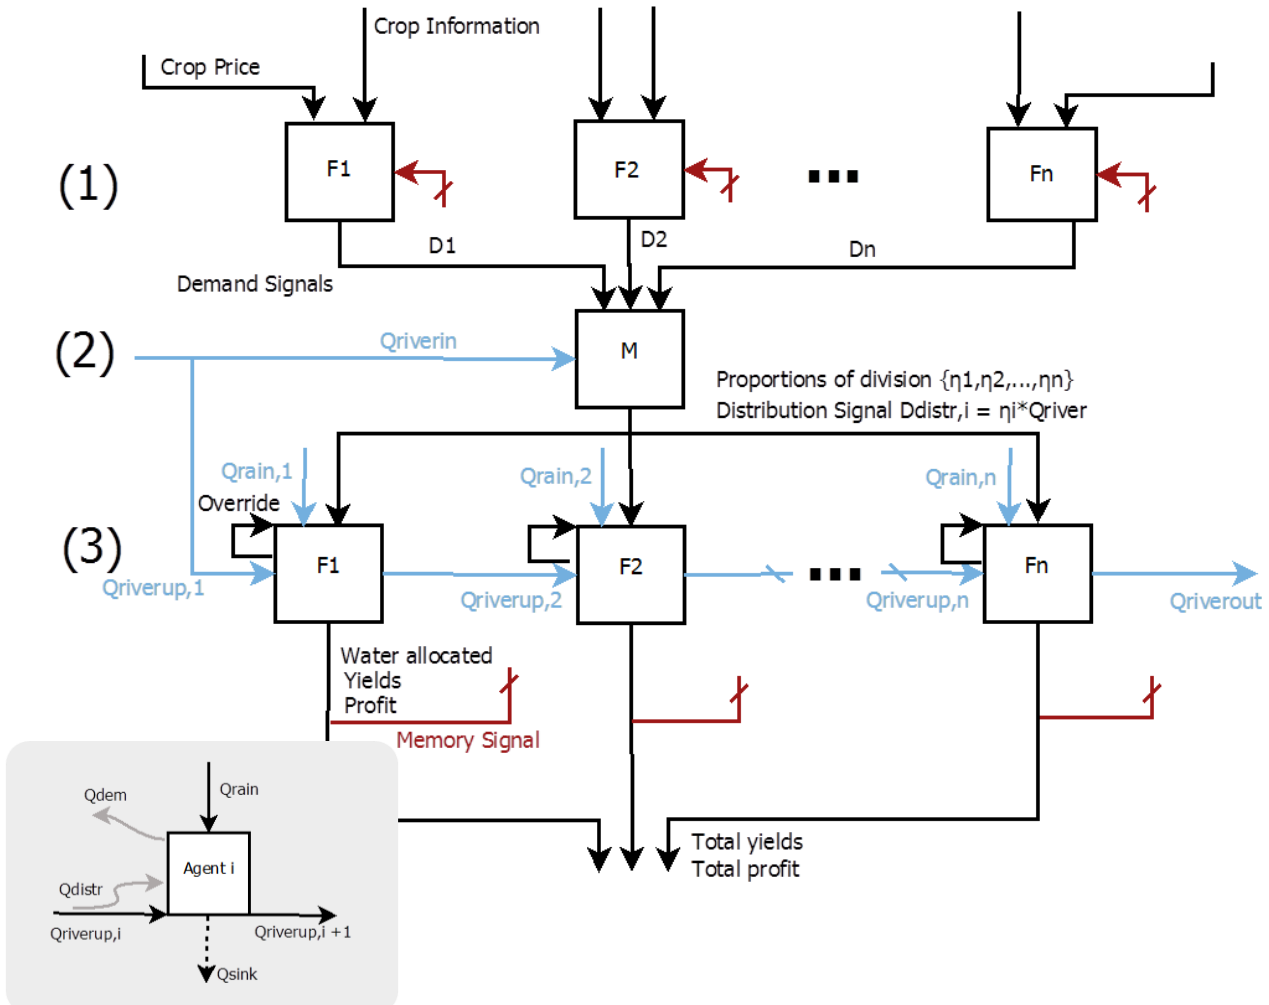 Crop Information
Crop Price
(1)
F1
F2
...
Fn
D1
D2
Dn
Demand Signals
(2)
Qriverin
M
Proportions of division {η1,η2,...,ηn}
Distribution Signal Ddistr,i = ηi*Qriver
Qrain,1
Qrain,2
Qrain,n
Override
(3)
F1
F2
...
Fn
Qriverup,1
Qriverup,2
Qriverup,n
Qriverout
Water allocated
Yields
Profit
Memory Signal
Qdem
Qrain
Agent i
Qdistr
Qriverup,i
Qriverup,i +1
Qsink
Total yields
Total profit